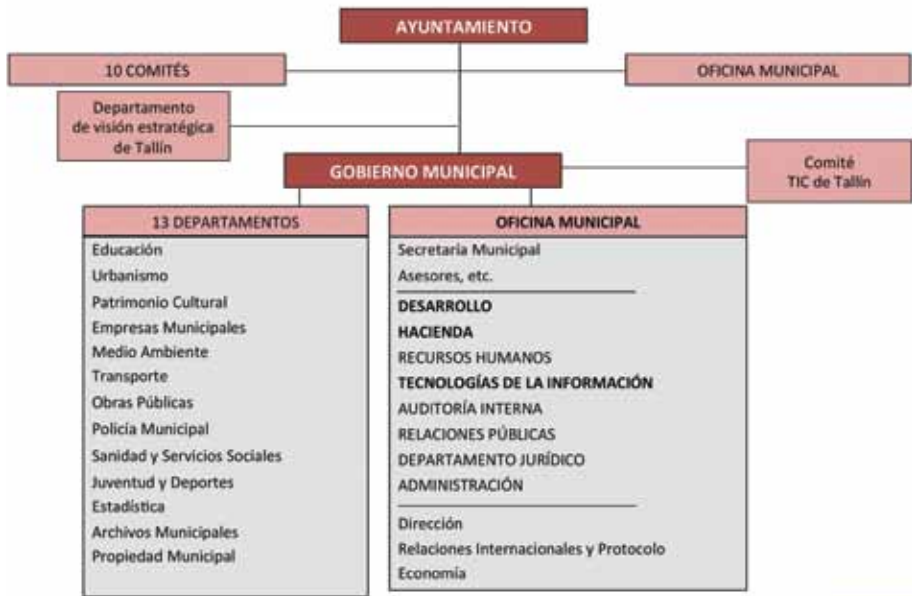 AYUNTAMIENTO
10 COMITÉS
OFICINA MUNICIPAL
Departamento
de visión estratégica
de Tallín
GOBIERNO MUNICIPAL
Comité
TIC de Tallín
13 DEPARTAMENTOS
Educación
Urbanismo
Patrimonio Cultural
Empresas Municipales
Medio Ambiente
Transporte
Obras Públicas
Policía Municipal
Sanidad y Servicios Sociales
Juventud y Deportes
Estadística
Archivos Municipales
Propiedad Municipal
OFICINA MUNICIPAL
Secretaría Municipal
Asesores, etc.
DESARROLLO
HACIENDA
RECURSOS HUMANOS
TECNOLOGÍAS DE LA INFORMACIÓN
AUDITORÍA INTERNA
RELACIONES PÚBLICAS
DEPARTAMENTO JURÍDICO
ADMINISTRACIÓN
Dirección
Relaciones Internacionales y Protocolo
Economía